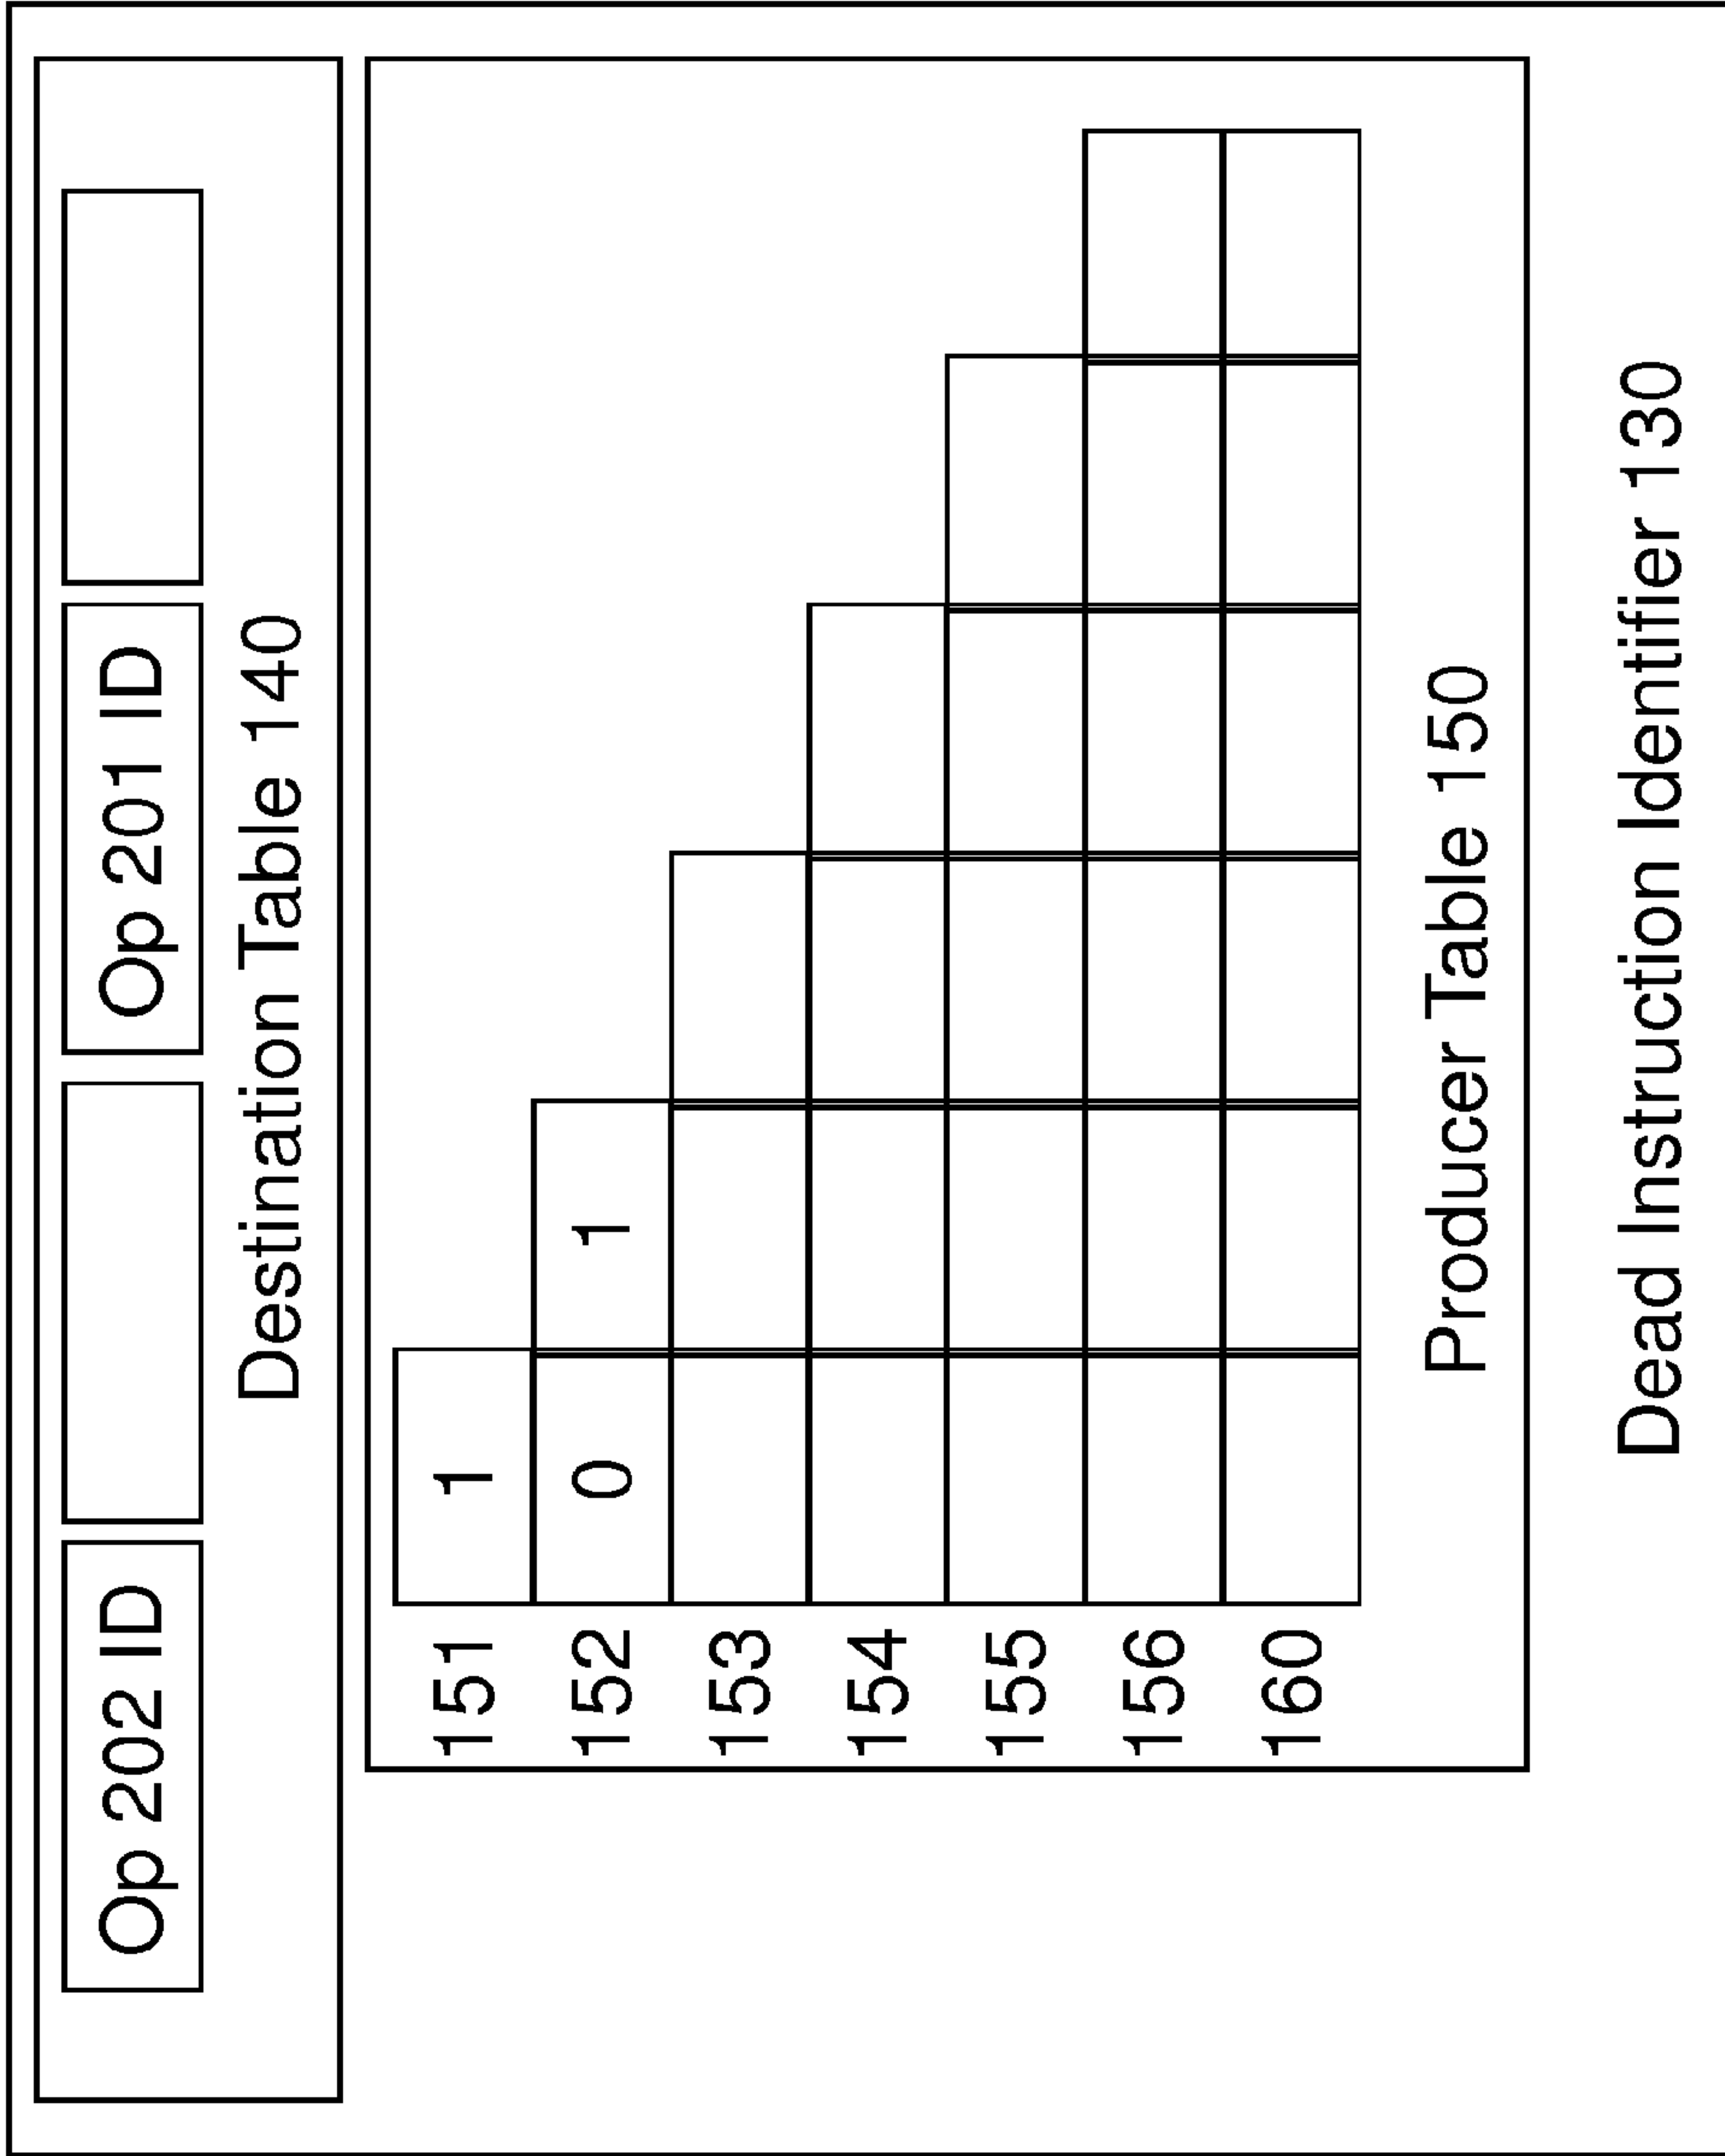 Op 202 ID Op 201 ID
Destination Table 140
151 1
152 0 1
153
154
155
156
160
Producer Table 150
Dead Instruction Identifier 130